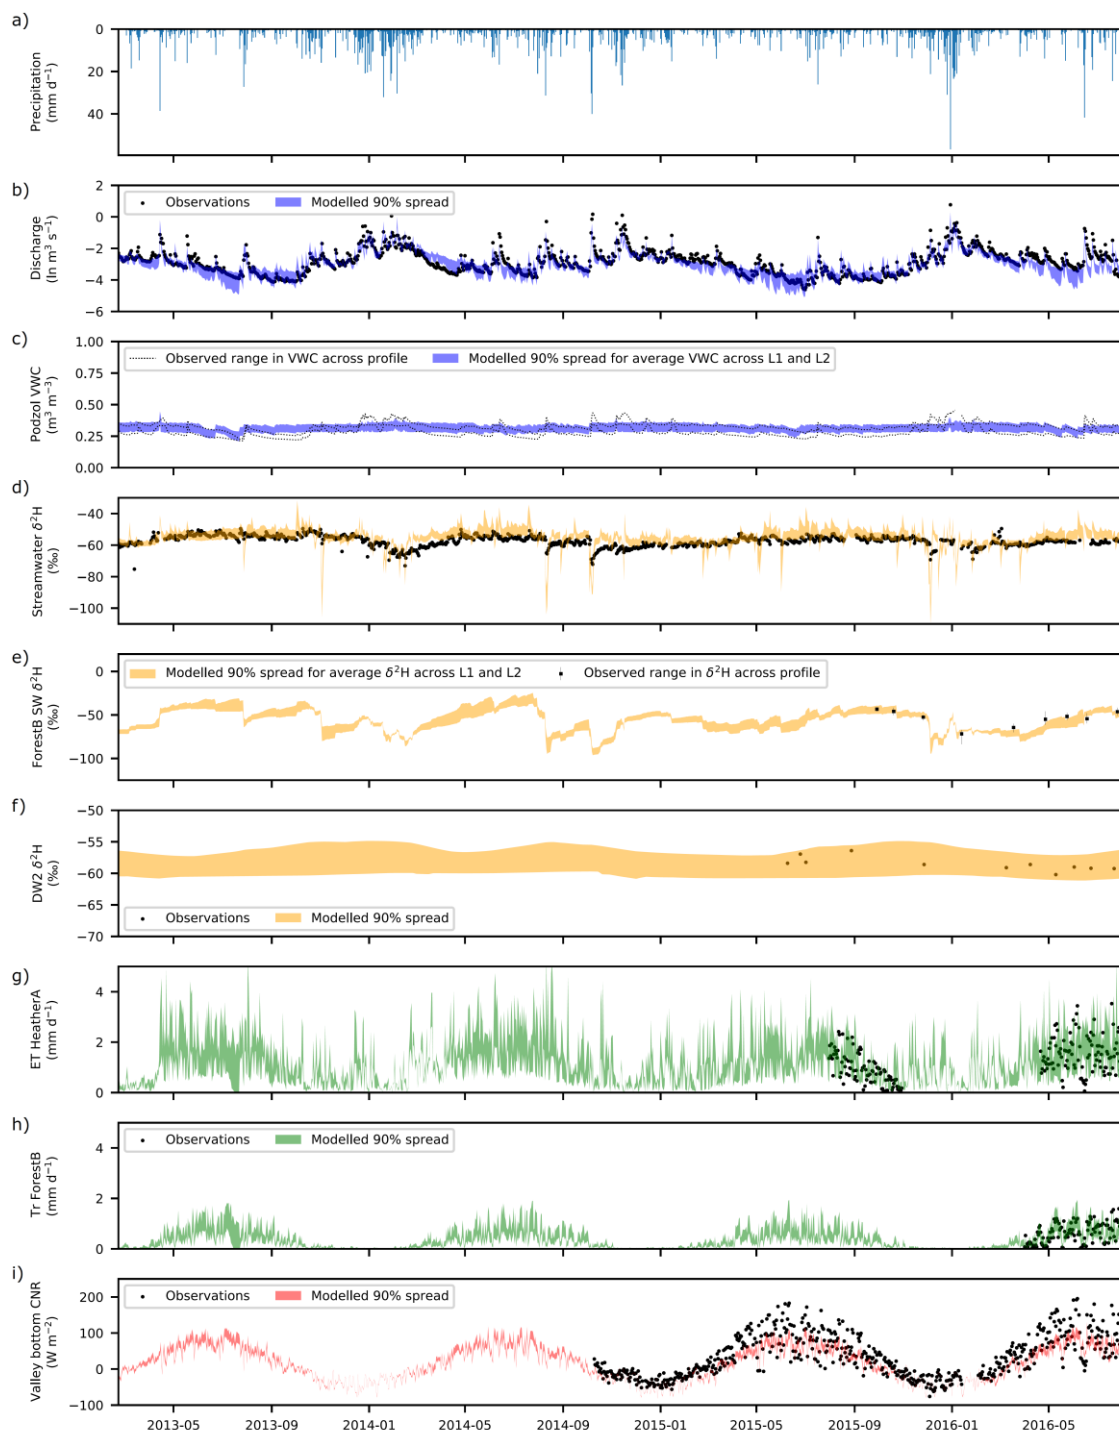 a)
Precipitation
(mm d⁻¹)
0
20
40
b)
Discharge
(ln m³ s⁻¹)
2
0
−2
−4
−6
Observations
Modelled 90% spread
c)
Podzol VWC
(m³ m⁻³)
1.00
0.75
0.50
0.25
0.00
Observed range in VWC across profile
Modelled 90% spread for average VWC across L1 and L2
d)
Streamwater δ²H
(‰)
−40
−60
−80
−100
e)
ForestB SW δ²H
(‰)
0
−50
−100
Modelled 90% spread for average δ²H across L1 and L2
Observed range in δ²H across profile
f)
DW2 δ²H
(‰)
−50
−55
−60
−65
−70
Observations
Modelled 90% spread
g)
ET HeatherA
(mm d⁻¹)
4
2
0
h)
Tr ForestB
(mm d⁻¹)
4
2
0
Observations
Modelled 90% spread
i)
Valley bottom CNR
(W m⁻²)
200
100
0
−100
Observations
Modelled 90% spread
2013-05
2013-09
2014-01
2014-05
2014-09
2015-01
2015-05
2015-09
2016-01
2016-05